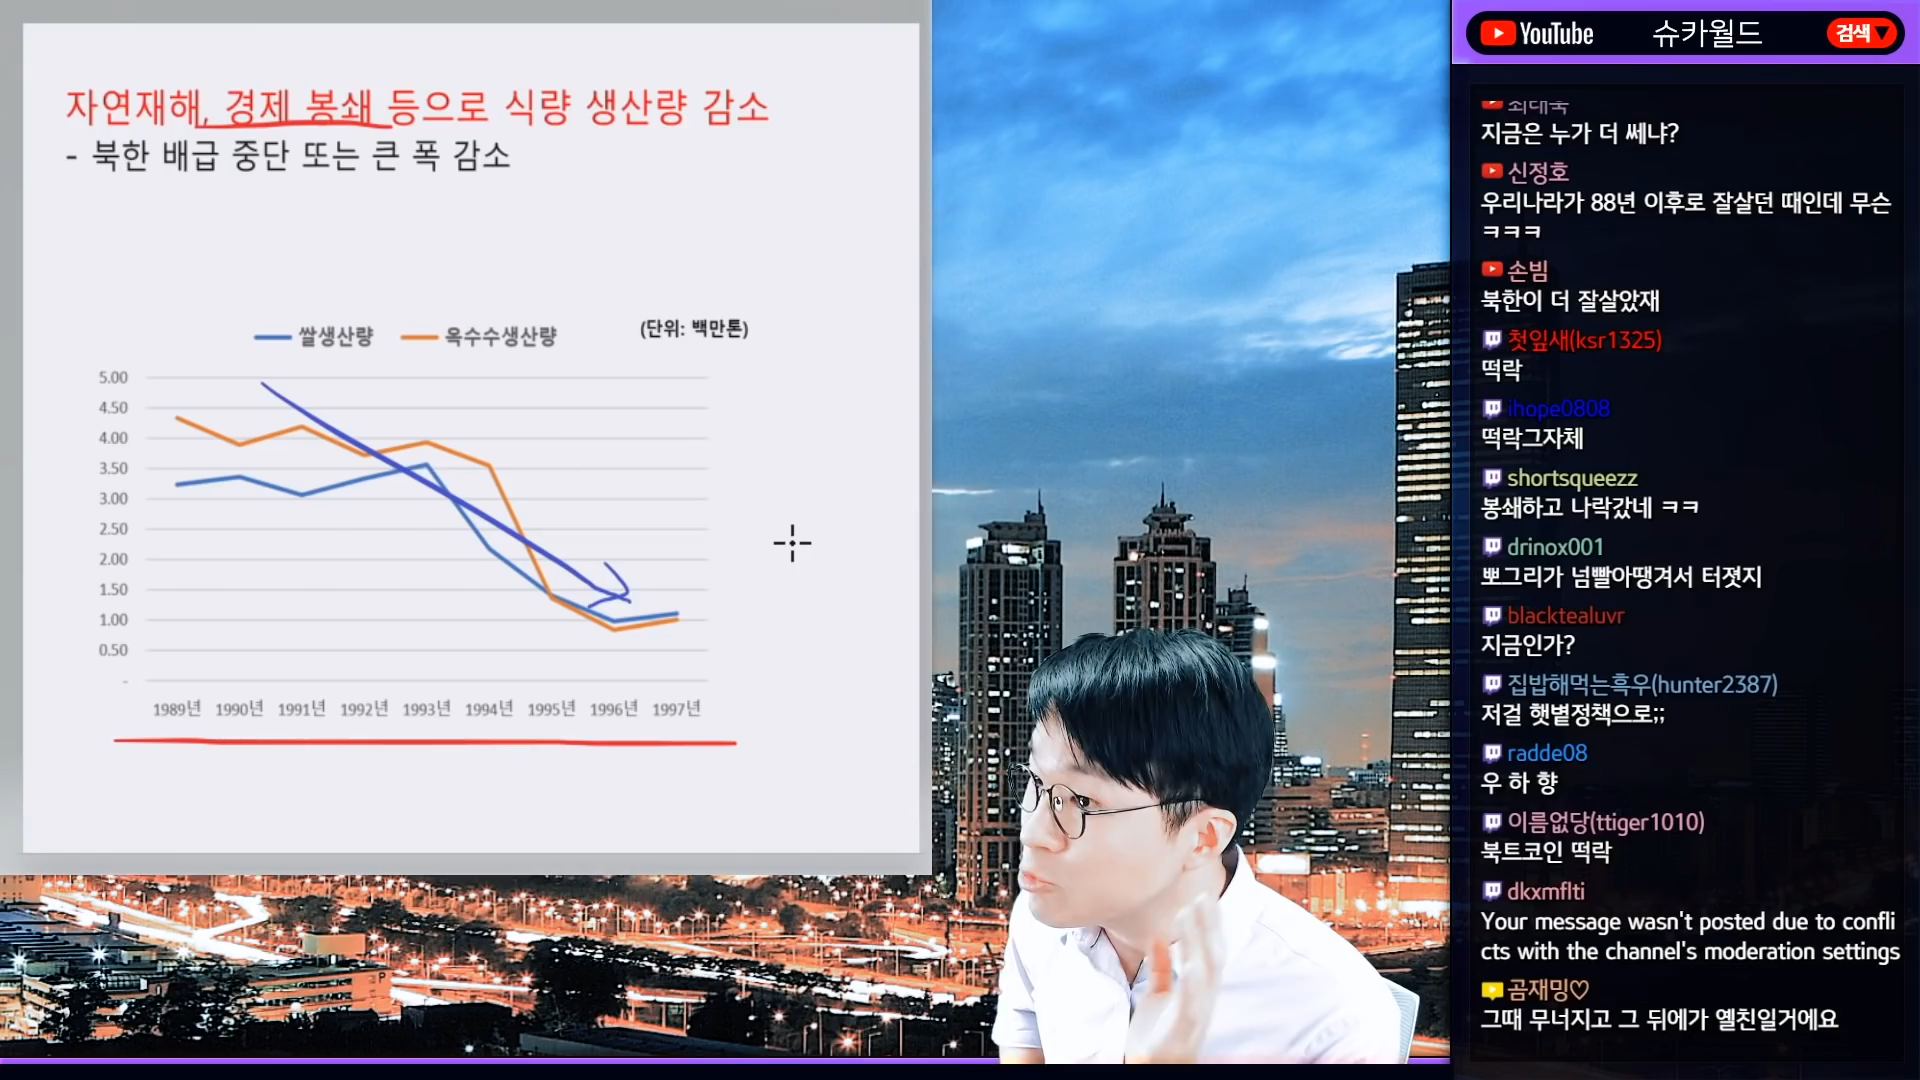 자연재해, 경제 봉쇄 등으로 식량 생산량 감소
- 북한 배급 중단 또는 큰 폭 감소
쌀생산량 옥수수생산량 (단위: 백만톤)
5.00
4.50
4.00
3.50
3.00
2.50
2.00
1.50
1.00
0.50
-
1989년 1990년 1991년 1992년 1993년 1994년 1995년 1996년 1997년
YouTube 슈카월드 검색▼
지금은 누가 더 쎄냐?
신정호
우리나라가 88년 이후로 잘살던 때인데 무슨
ㅋㅋㅋ
손빔
북한이 더 잘살았재
첫잎새(ksr1325)
떡락
ihope0808
떡락그자체
shortsqueezz
봉쇄하고 나락갔네 ㅋㅋ
drinox001
뽀그리가 넘빨아땡겨서 터졋지
blacktealuvr
지금인가?
집밥해먹는흑우(hunter2387)
저걸 햇볕정책으로;;
radde08
우 하 향
이름없당(ttiger1010)
북트코인 떡락
dkxmflti
Your message wasn't posted due to confli
cts with the channel's moderation settings
곰재밍♡
그때 무너지고 그 뒤에가 옐친일거에요